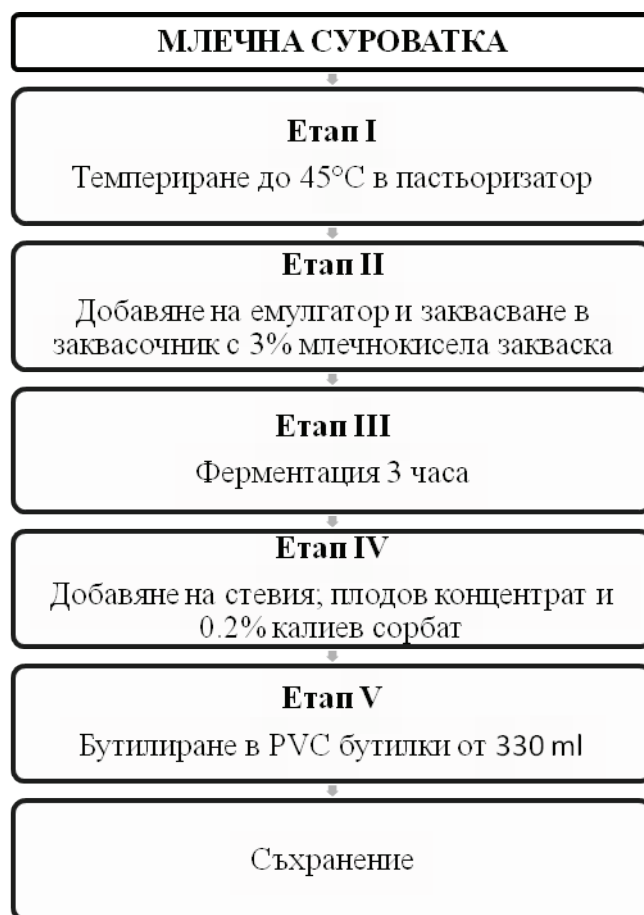 МЛЕЧНА СУРОВАТКА
Етап I
Темпериране до 45°C в пастьоризатор
Етап II
Добавяне на емулгатор и заквасване в
заквасочник с 3% млечнокисела закваска
Етап III
Ферментация 3 часа
Етап IV
Добавяне на стевия; плодов концентрат и
0.2% калиев сорбат
Етап V
Бутилиране в PVC бутилки от 330 ml
Съхранение